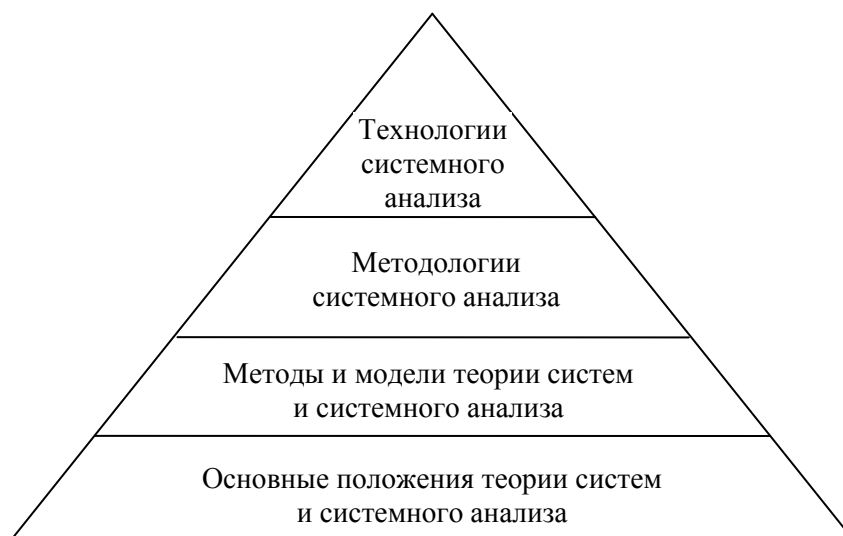 Технологии
системного
анализа
Методологии
системного анализа
Методы и модели теории систем
и системного анализа
Основные положения теории систем
и системного анализа